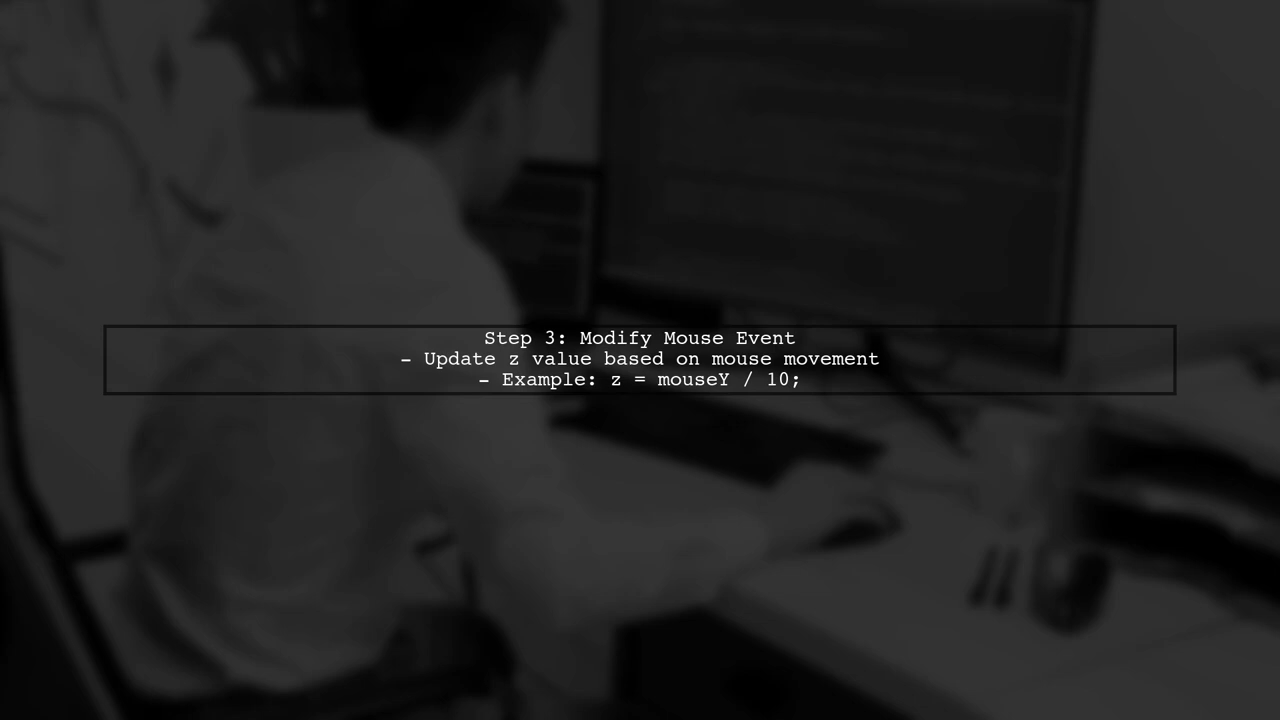 Step 3: Modify Mouse Event
- Update z value based on mouse movement
- Example: z = mouseY / 10;